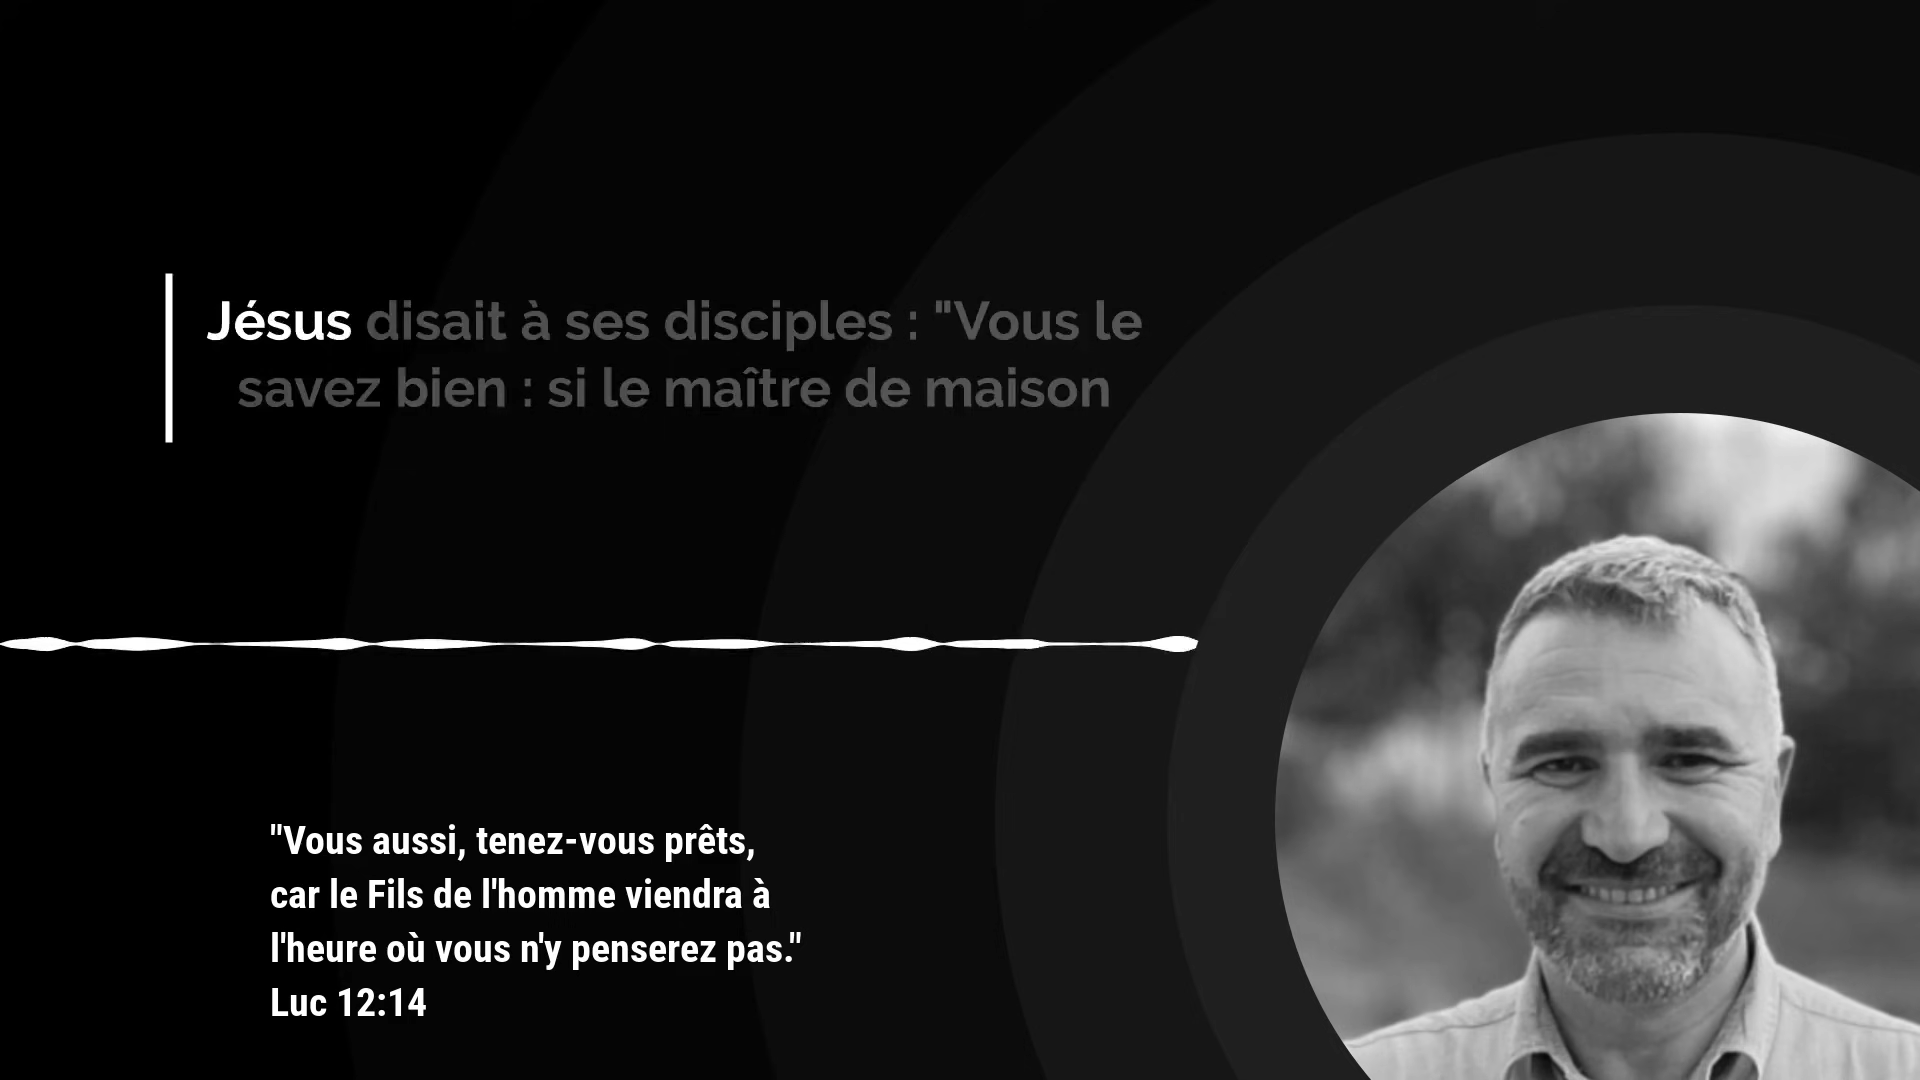 Jésus disait à ses disciples : "Vous le
savez bien : si le maître de maison
"Vous aussi, tenez-vous prêts,
car le Fils de l'homme viendra à
l'heure où vous n'y penserez pas."
Luc 12:14